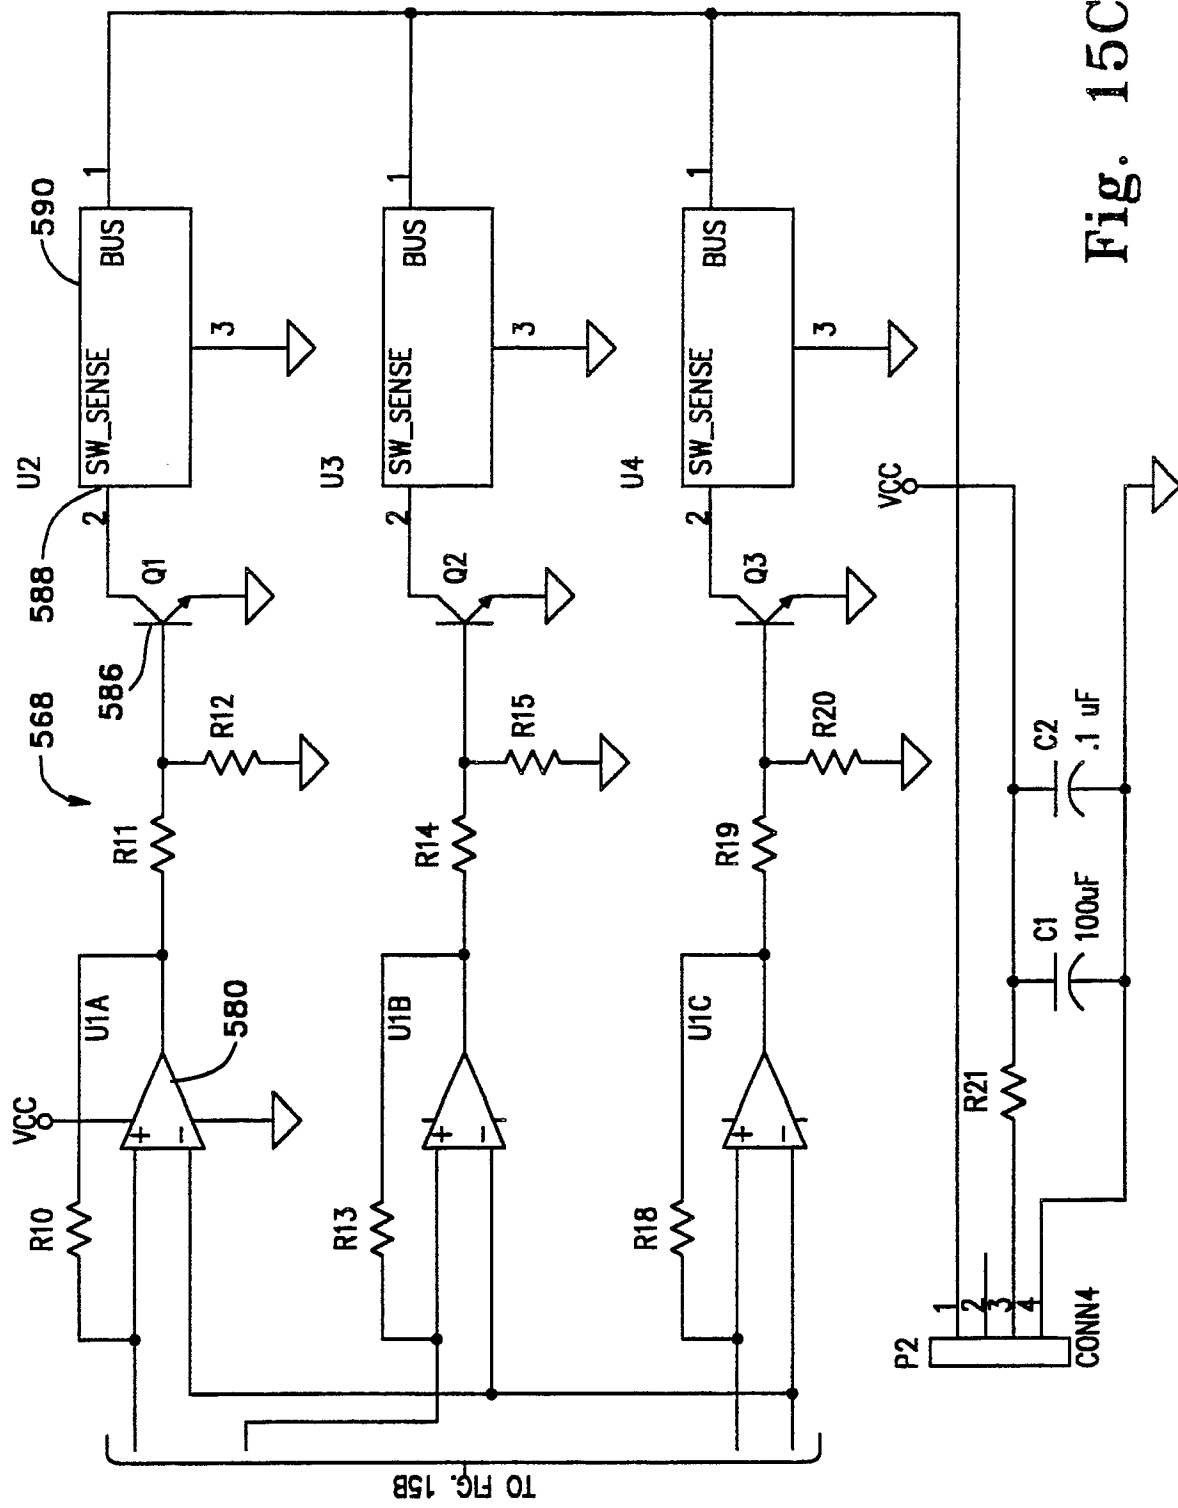 VCC
R10
+
−
U1A
580
568
R11
R12
586
Q1
588
2
U2
SW_SENSE
BUS
590
1
3
R13
+
−
U1B
R14
R15
Q2
2
U3
SW_SENSE
BUS
1
3
R18
+
−
U1C
R19
R20
Q3
2
U4
SW_SENSE
BUS
1
3
TO FIG. 15B
P2
1
2
3
4
CONN4
R21
C1
100uF
C2
.1 uF
VCC
Fig. 15C